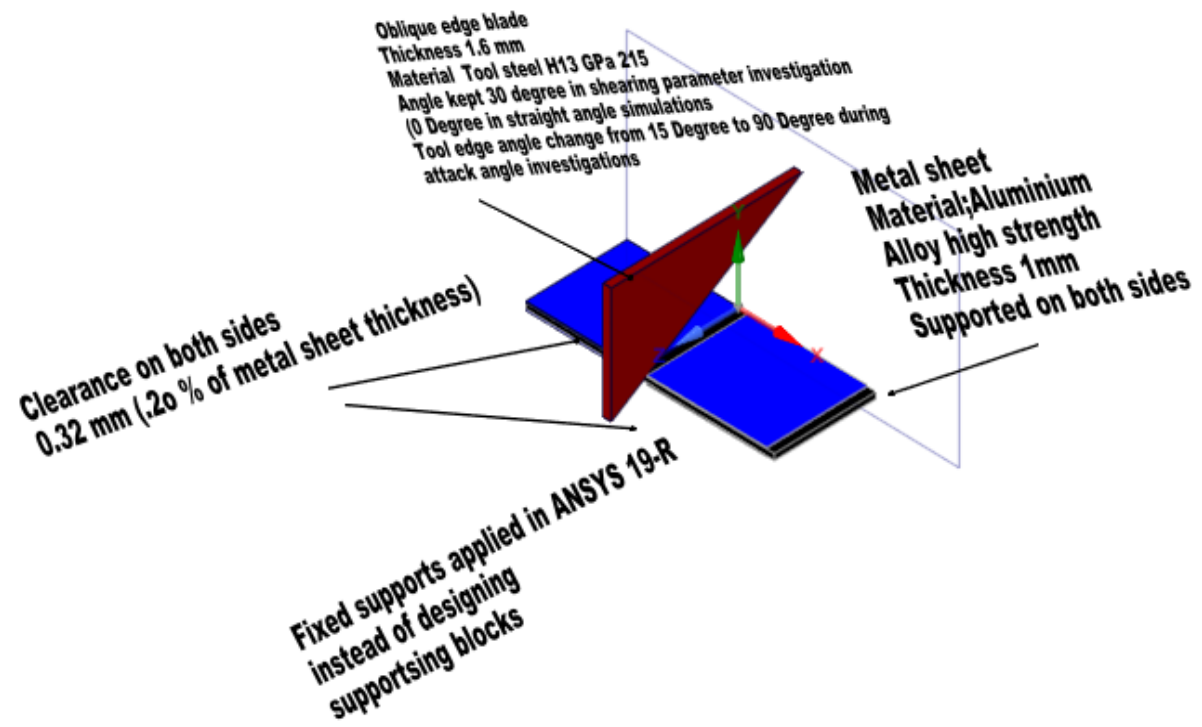 Oblique edge blade
Thickness 1.6 mm
Material Tool steel H13 GPa 215
Angle kept 30 degree in shearing parameter investigation
(0 Degree in straight angle simulations
Tool edge angle change from 15 Degree to 90 Degree during
attack angle investigations
Metal sheet
Material;Aluminium
Alloy high strength
Thickness 1mm
Supported on both sides
Clearance on both sides
0.32 mm (.2o % of metal sheet thickness)
Fixed supports applied in ANSYS 19-R
instead of designing
supportsing blocks
Y
X
Z